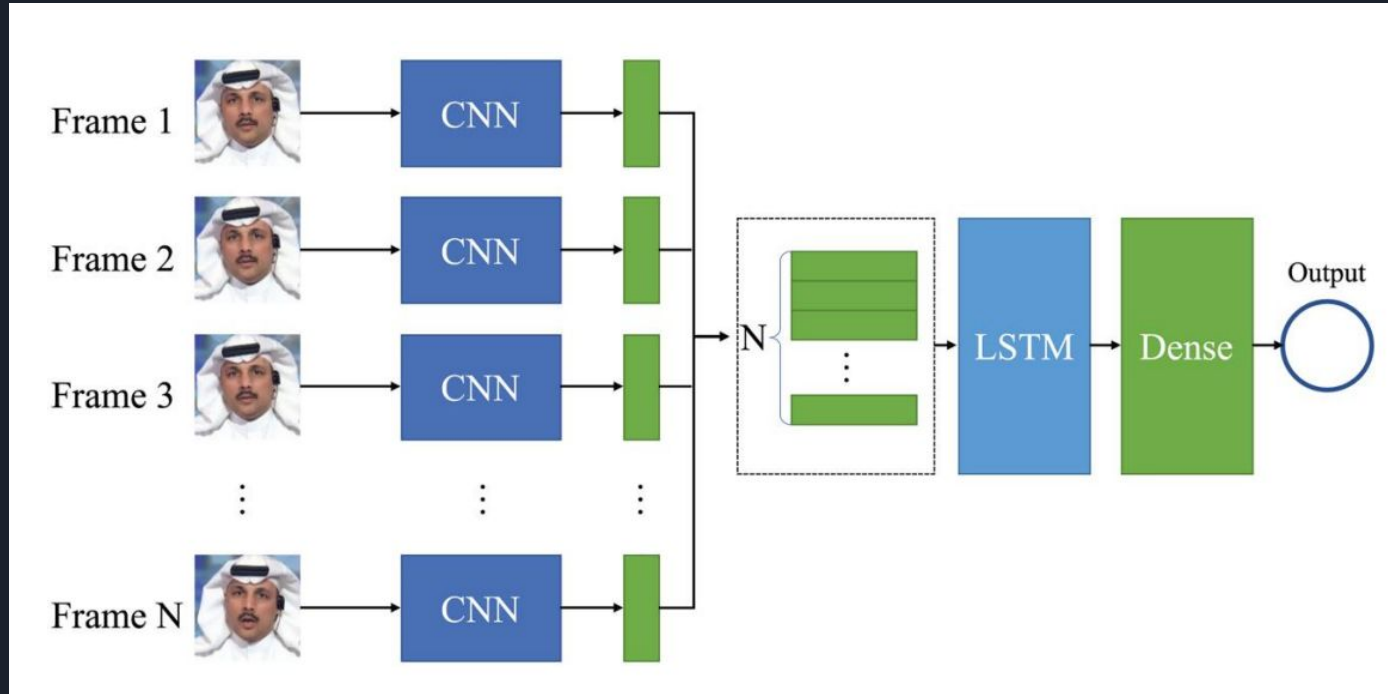 Frame 1
CNN
Frame 2
CNN
Frame 3
CNN
Frame N
CNN
N
LSTM
Dense
Output